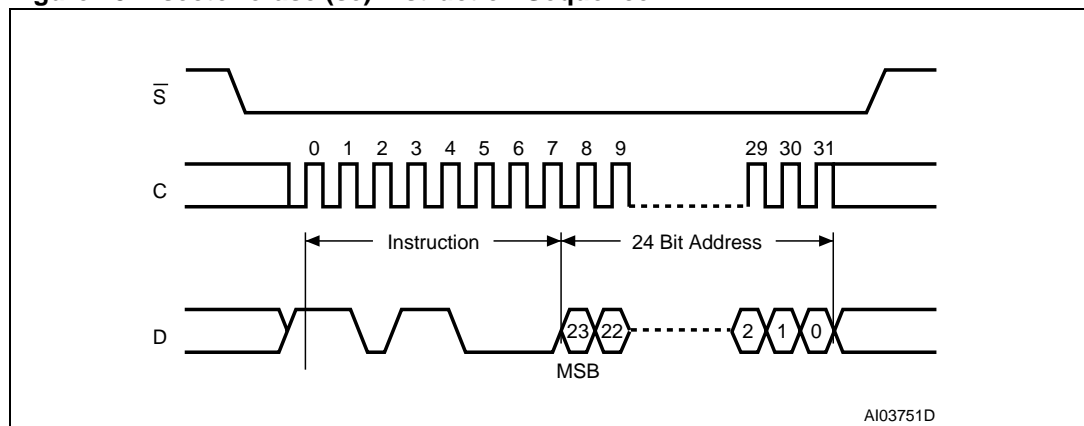 S
0 1 2 3 4 5 6 7 8 9 29 30 31
C
Instruction 24 Bit Address
D 23 22 2 1 0
MSB
AI03751D